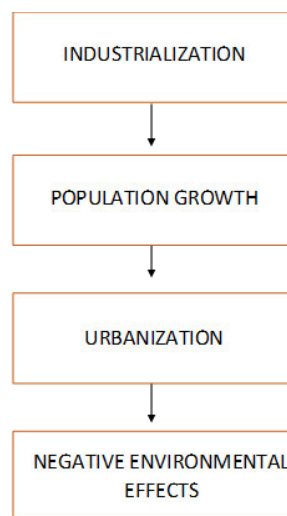 INDUSTRIALIZATION
POPULATION GROWTH
URBANIZATION
NEGATIVE ENVIRONMENTAL
EFFECTS